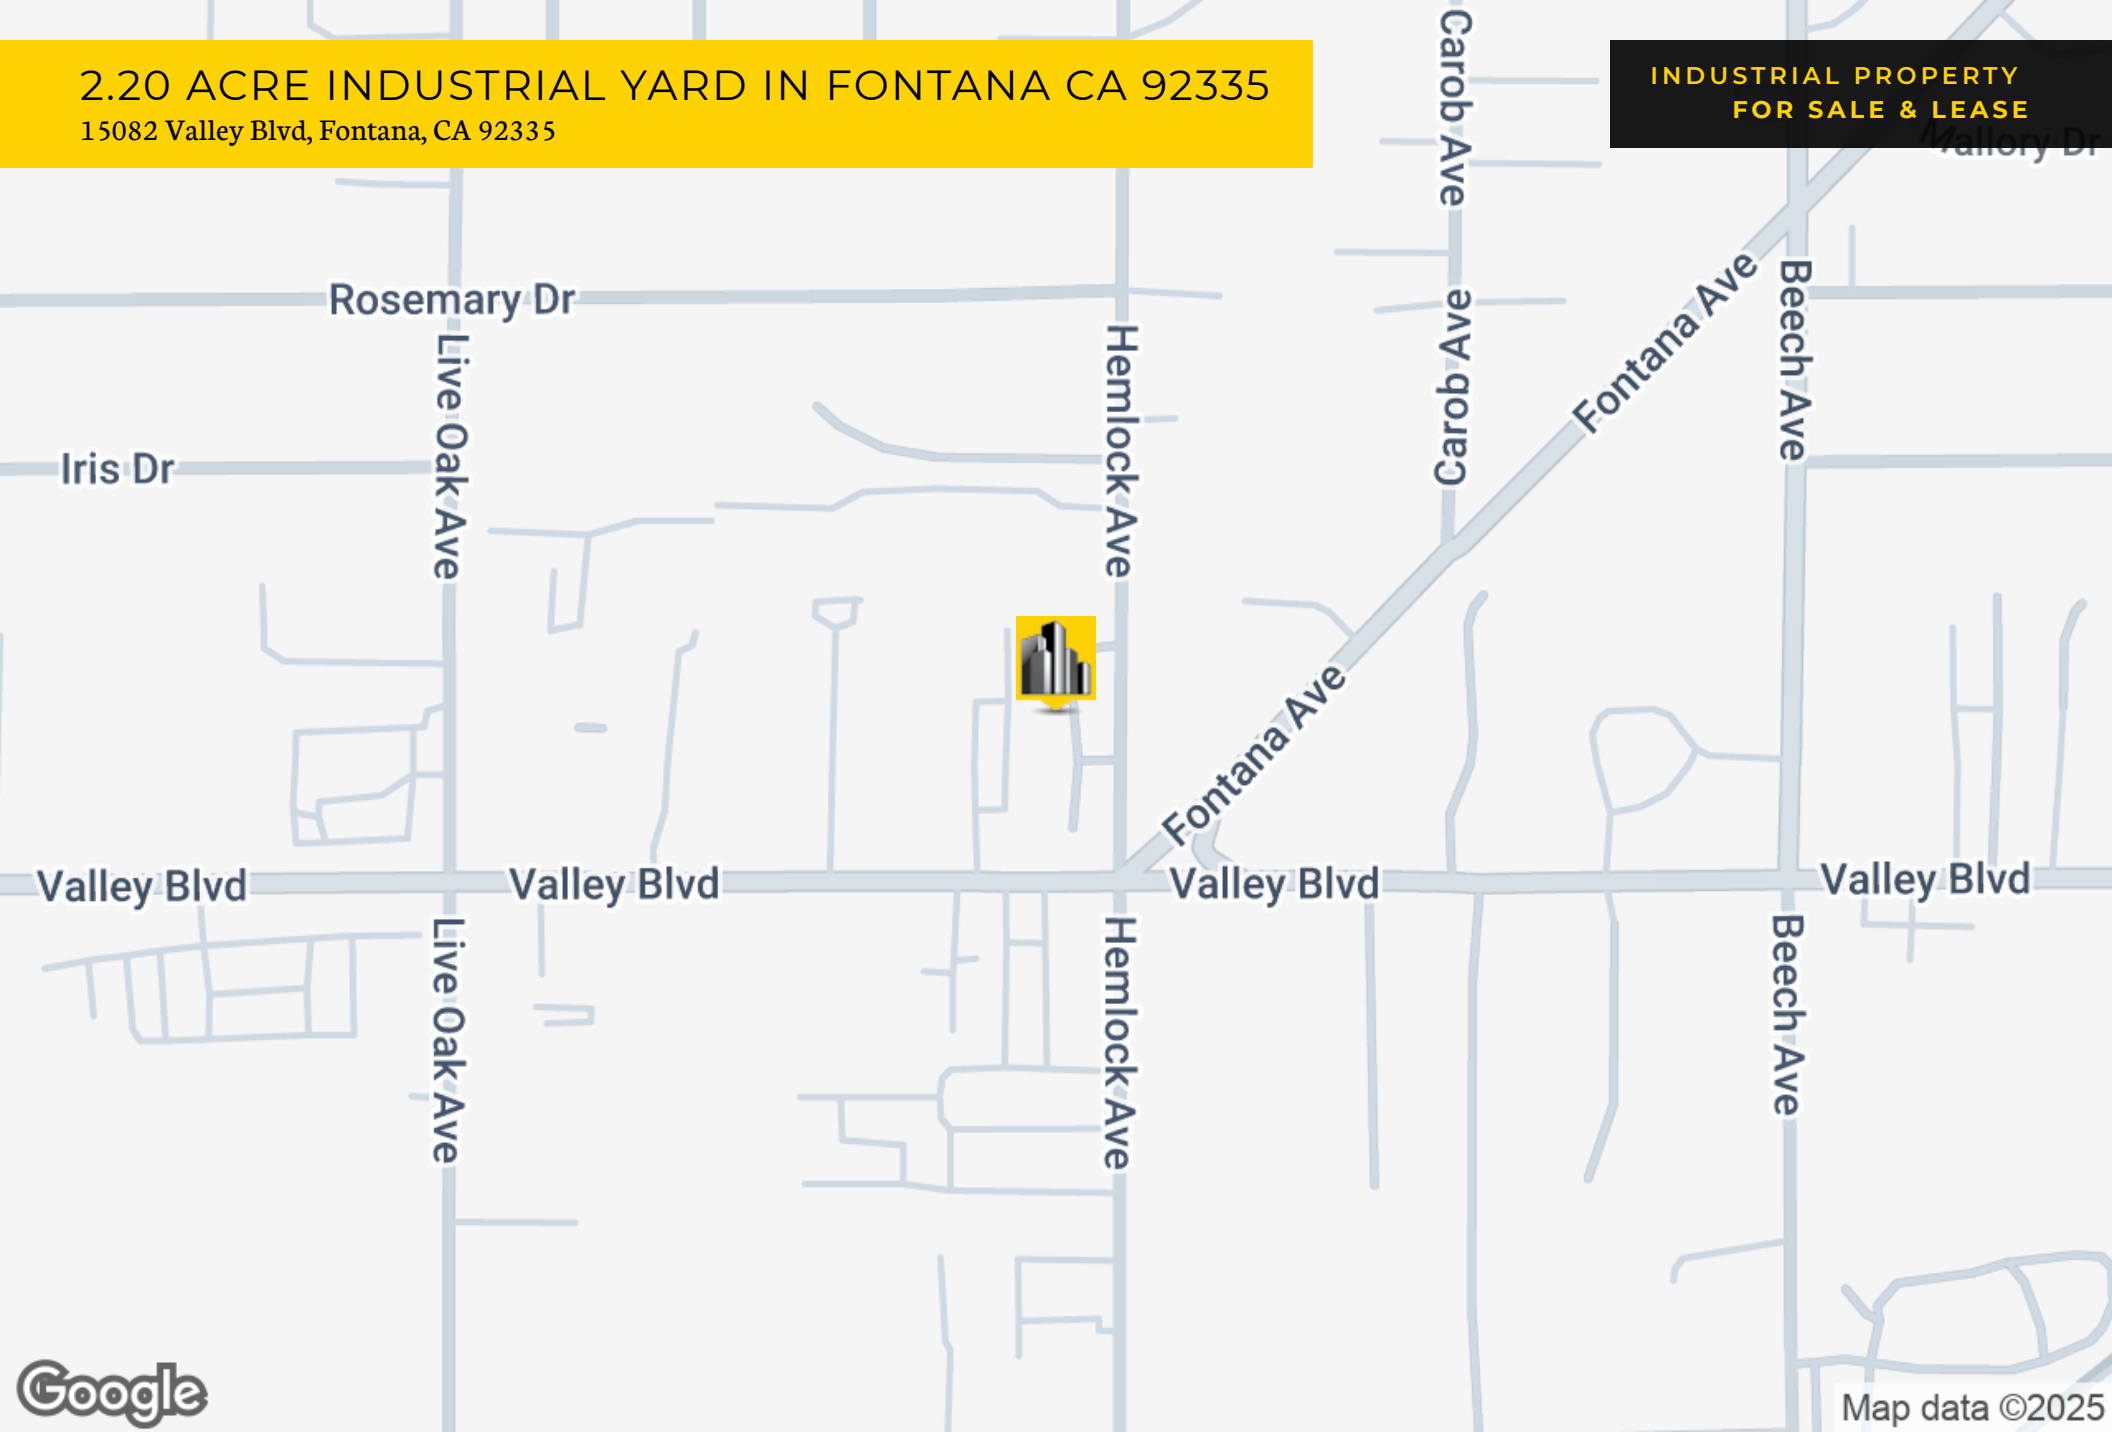 2.20 ACRE INDUSTRIAL YARD IN FONTANA CA 92335
15082 Valley Blvd, Fontana, CA 92335
INDUSTRIAL PROPERTY
FOR SALE & LEASE
Mallory Dr
Carob Ave
Rosemary Dr
Live Oak Ave
Hemlock Ave
Carob Ave
Fontana Ave
Beech Ave
Iris Dr
Fontana Ave
Valley Blvd
Valley Blvd
Valley Blvd
Valley Blvd
Live Oak Ave
Hemlock Ave
Beech Ave
Google
Map data ©2025